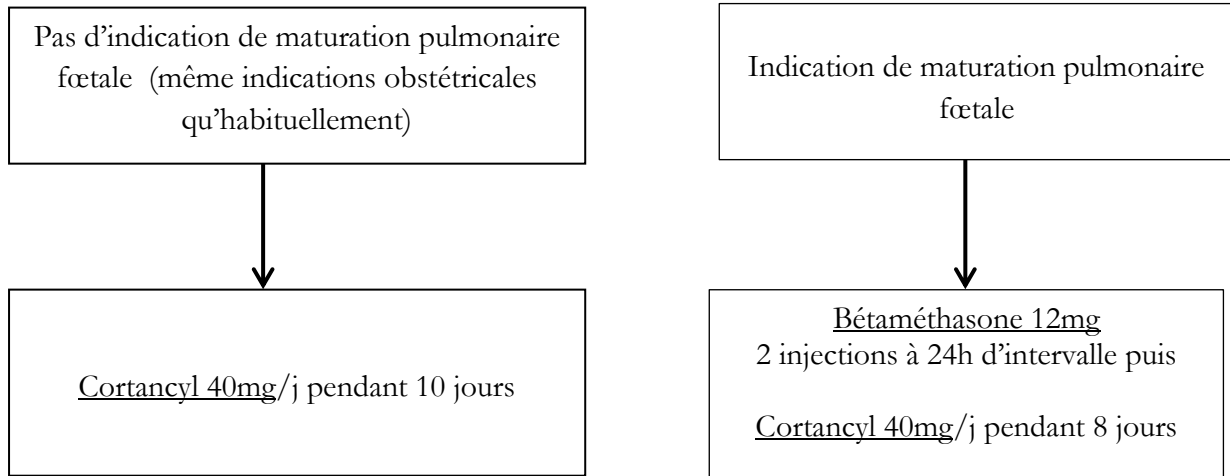 Pas d’indication de maturation pulmonaire
fœtale  (même indications obstétricales
qu’habituellement)
Indication de maturation pulmonaire
fœtale
Cortancyl 40mg/j pendant 10 jours
Bétaméthasone 12mg
2 injections à 24h d’intervalle puis
Cortancyl 40mg/j pendant 8 jours